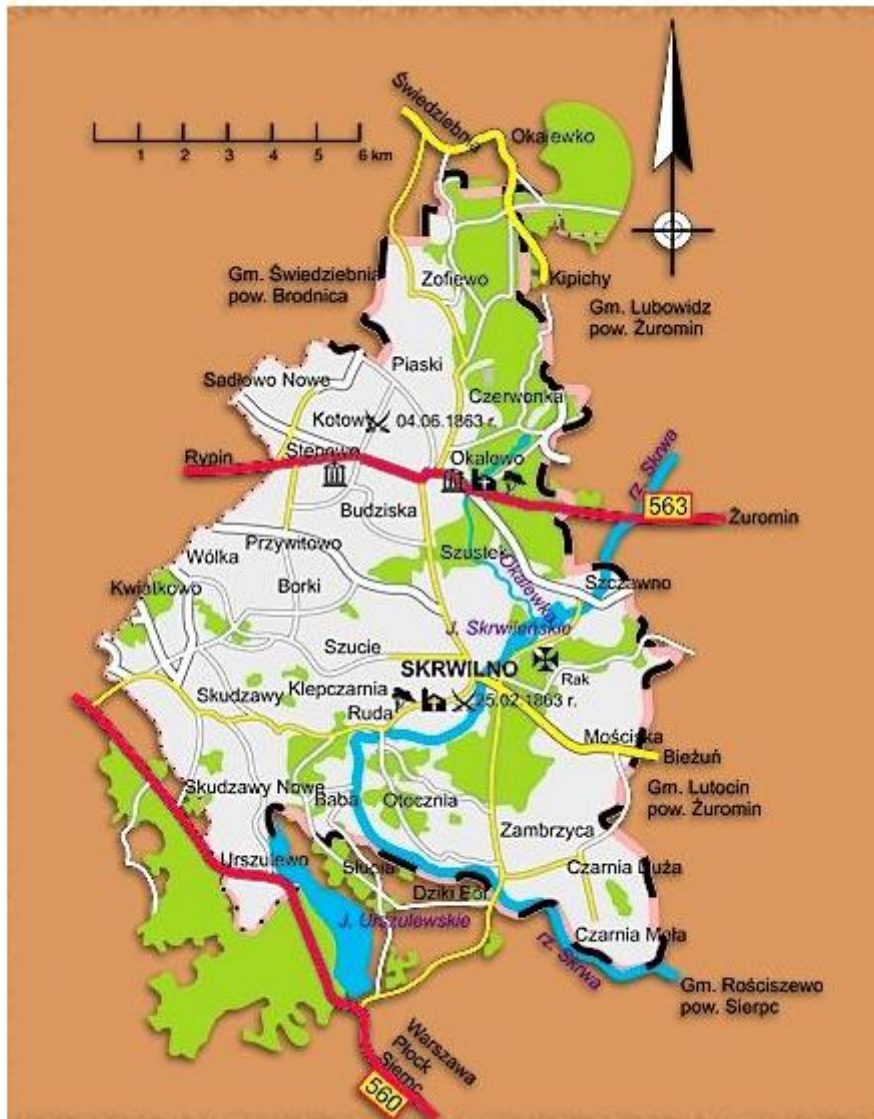 Świedziebnia
Okajewko
1 2 3 4 5 6 km
Gm. Świedziebnia
pow. Brodnica
Zofiewo
Kipichy
Gm. Lubowidz
pow. Żuromin
Piaski
Sadłowo Nowe
Czerwonka
Kotowy 04.06.1863 r.
rz. Skrwa
Rypin
Okalewo
563
Żuromin
Budziska
Przywitowo
Szustek
Wólka
Okalewka
Kwiatkowo
Borki
Szczawno
J. Skrwileńskie
Szucie
SKRWILNO
Rak
Skudzawy
Klepczarnia
25.02.1863 r.
Ruda
Mościska
Bieżuń
Skudzawy Nowe
Baba
Otocznia
Gm. Lutocin
pow. Żuromin
Zambrzyca
Urszulewo
Słupia
Czarnia Duża
Dziki Bór
J. Urszulewskie
Czarnia Mała
rz. Skrwa
Gm. Rościszewo
pow. Sierpc
Warszawa
Płock
Sierpc
560